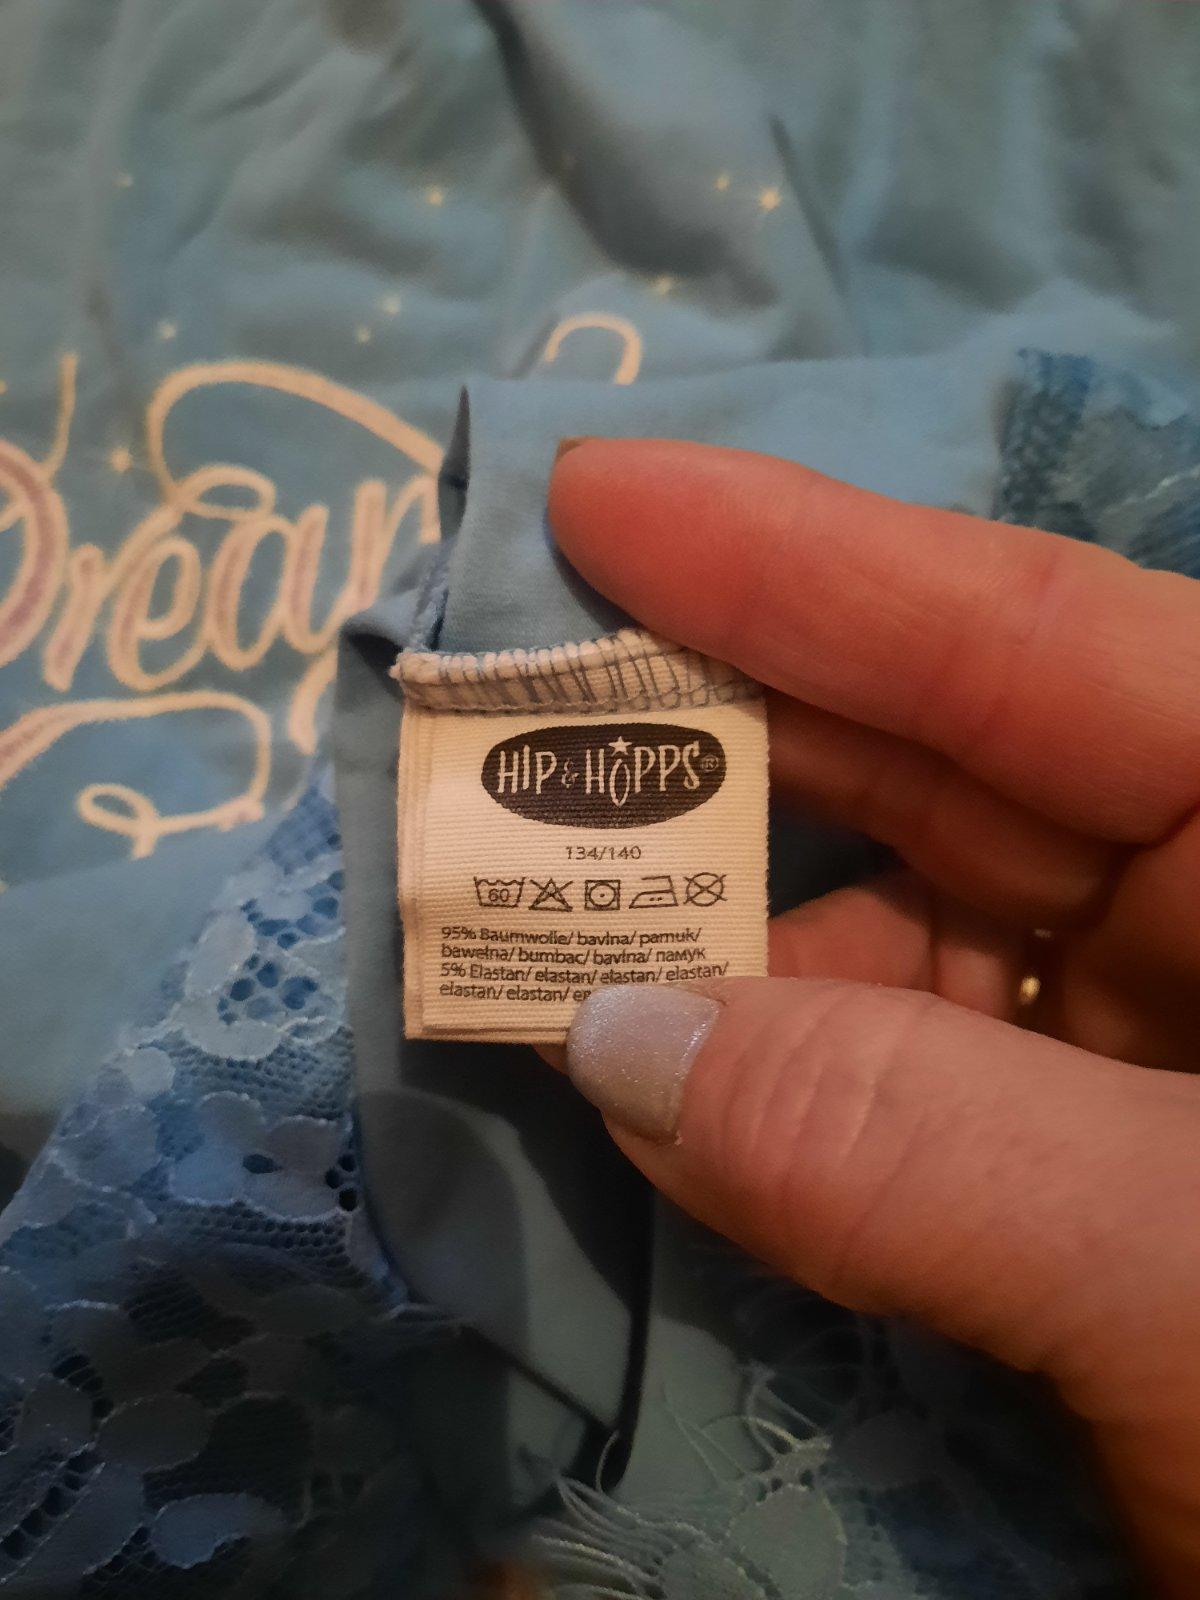 Dream
HIP & HOPPS®
134/140
60
95% Baumwolle/ bavlna/ pamuk/
bawełna/ bumbac/ bavlna/ памук
5% Elastan/ elastan/ elastan/ elastan/
elastan/ elastan/